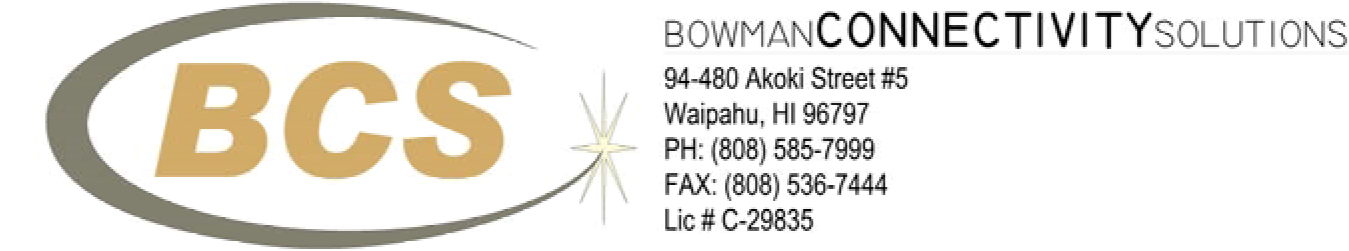 BCS
BOWMANCONNECTIVITYSOLUTIONS
94-480 Akoki Street #5
Waipahu, HI 96797
PH: (808) 585-7999
FAX: (808) 536-7444
Lic # C-29835